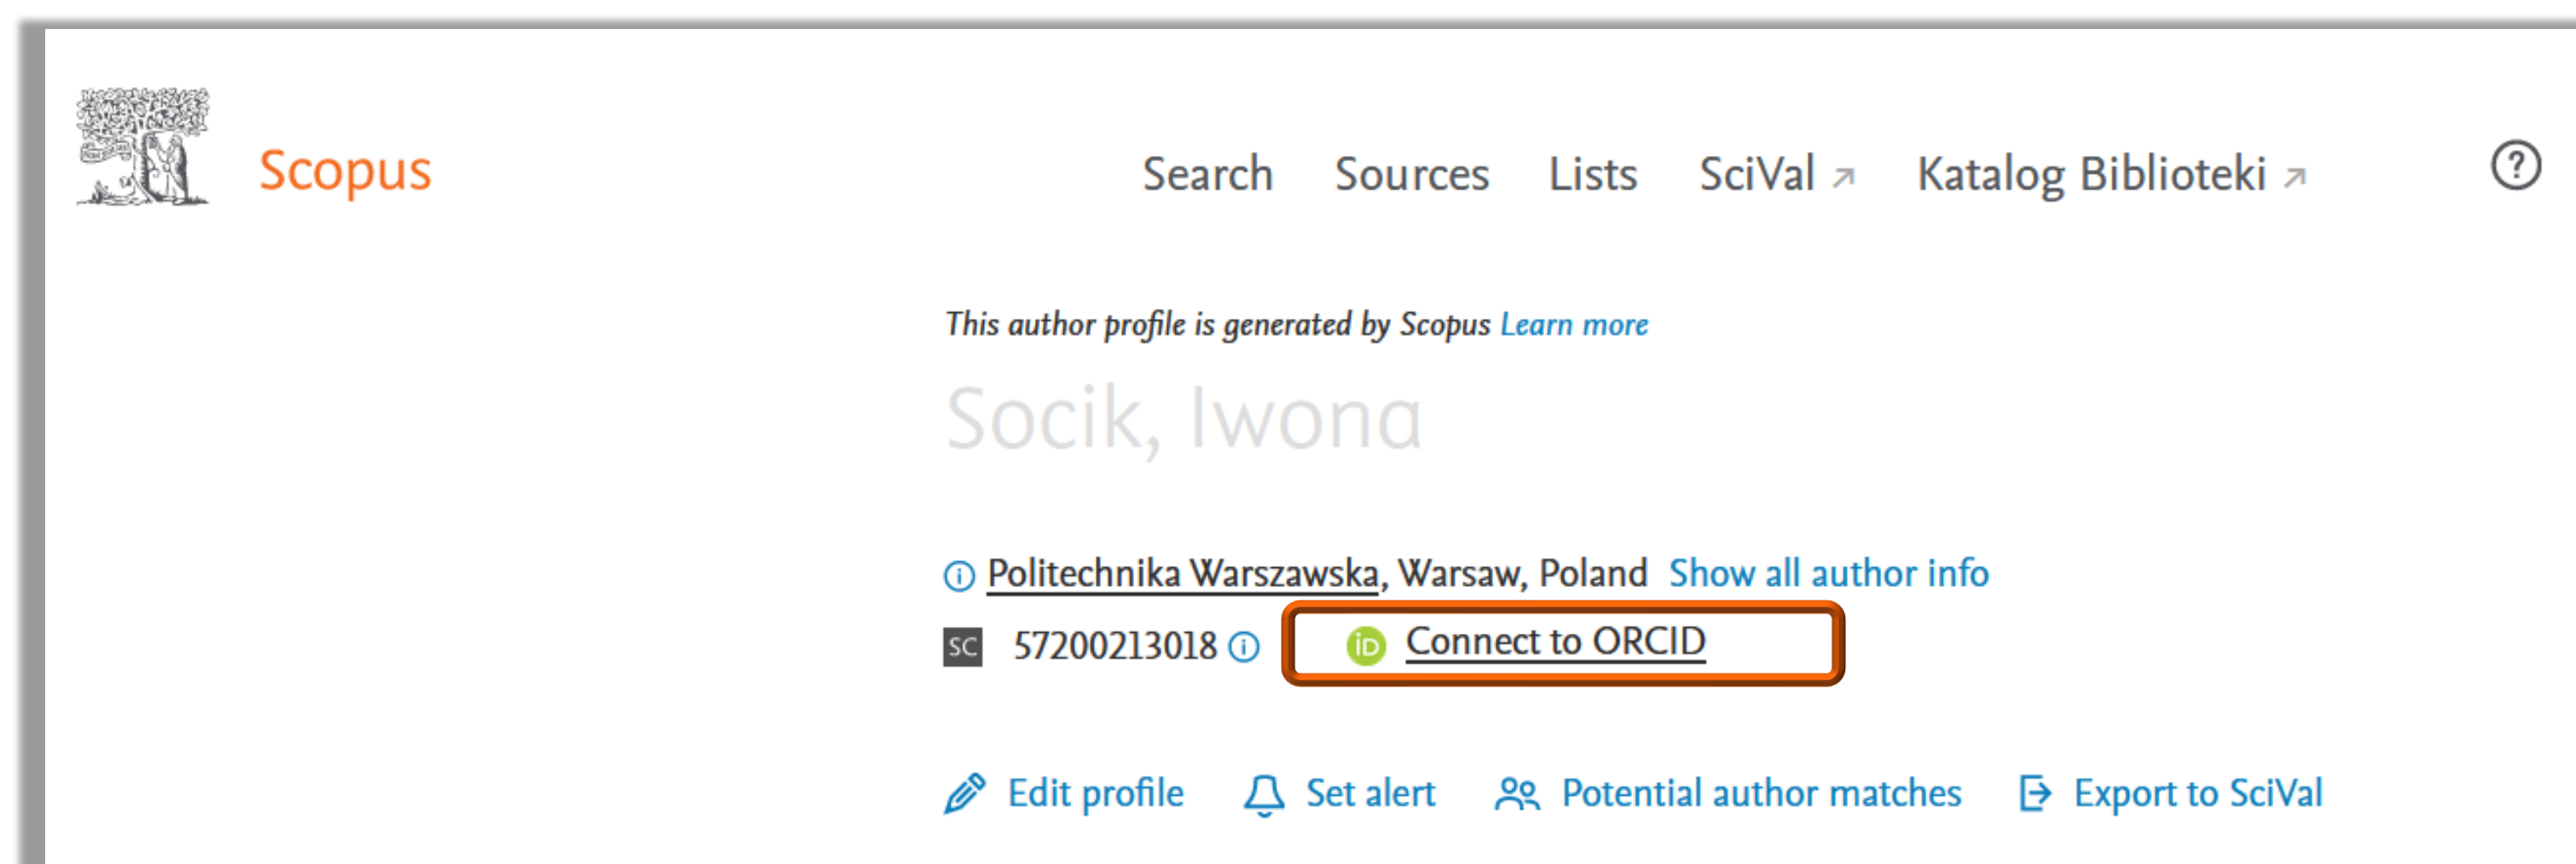 Scopus
Search Sources Lists SciVal ↗ Katalog Biblioteki ↗ ?
This author profile is generated by Scopus Learn more
Socik, Iwona
Politechnika Warszawska, Warsaw, Poland Show all author info
SC 57200213018 iD Connect to ORCID
Edit profile Set alert Potential author matches Export to SciVal